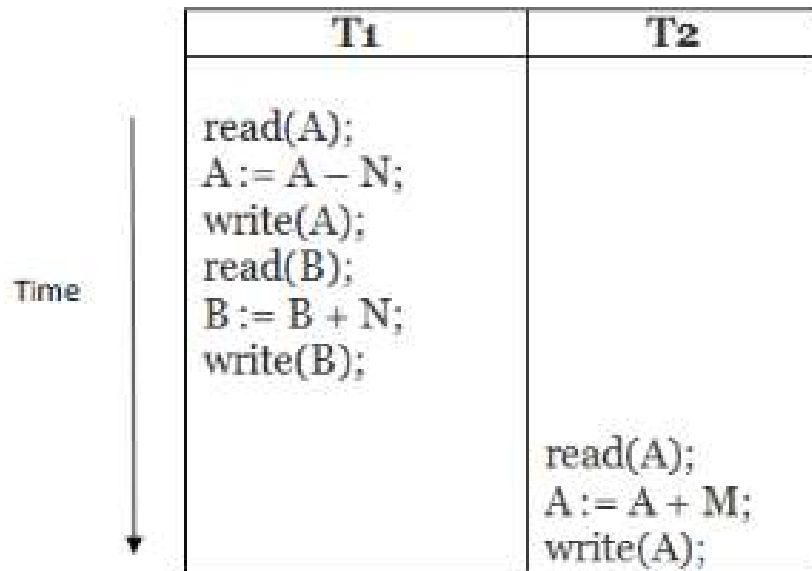 T1 T2
read(A);
A := A – N;
write(A);
read(B);
Time
B := B + N;
write(B);
read(A);
A := A + M;
write(A);